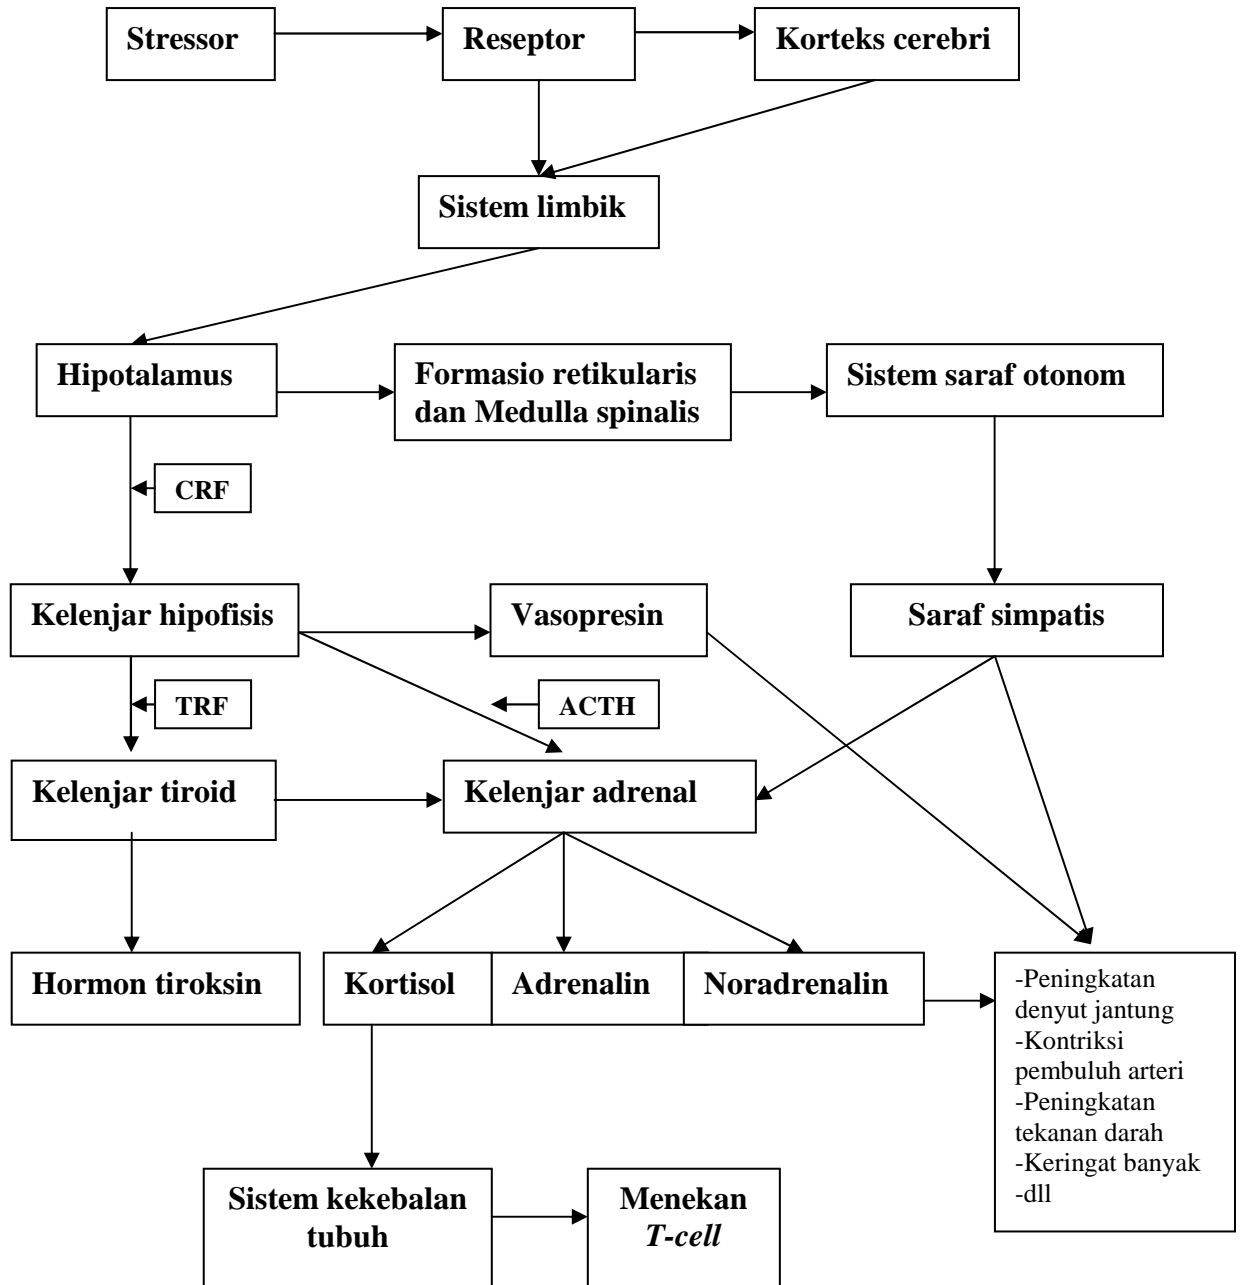 Stressor
Reseptor
Korteks cerebri
Sistem limbik
Hipotalamus
Formasio retikularis
dan Medulla spinalis
Sistem saraf otonom
CRF
Kelenjar hipofisis
Vasopresin
Saraf simpatis
TRF
ACTH
Kelenjar tiroid
Kelenjar adrenal
Hormon tiroksin
Kortisol
Adrenalin
Noradrenalin
-Peningkatan
denyut jantung
-Kontriksi
pembuluh arteri
-Peningkatan
tekanan darah
-Keringat banyak
-dll
Sistem kekebalan
tubuh
Menekan
T-cell